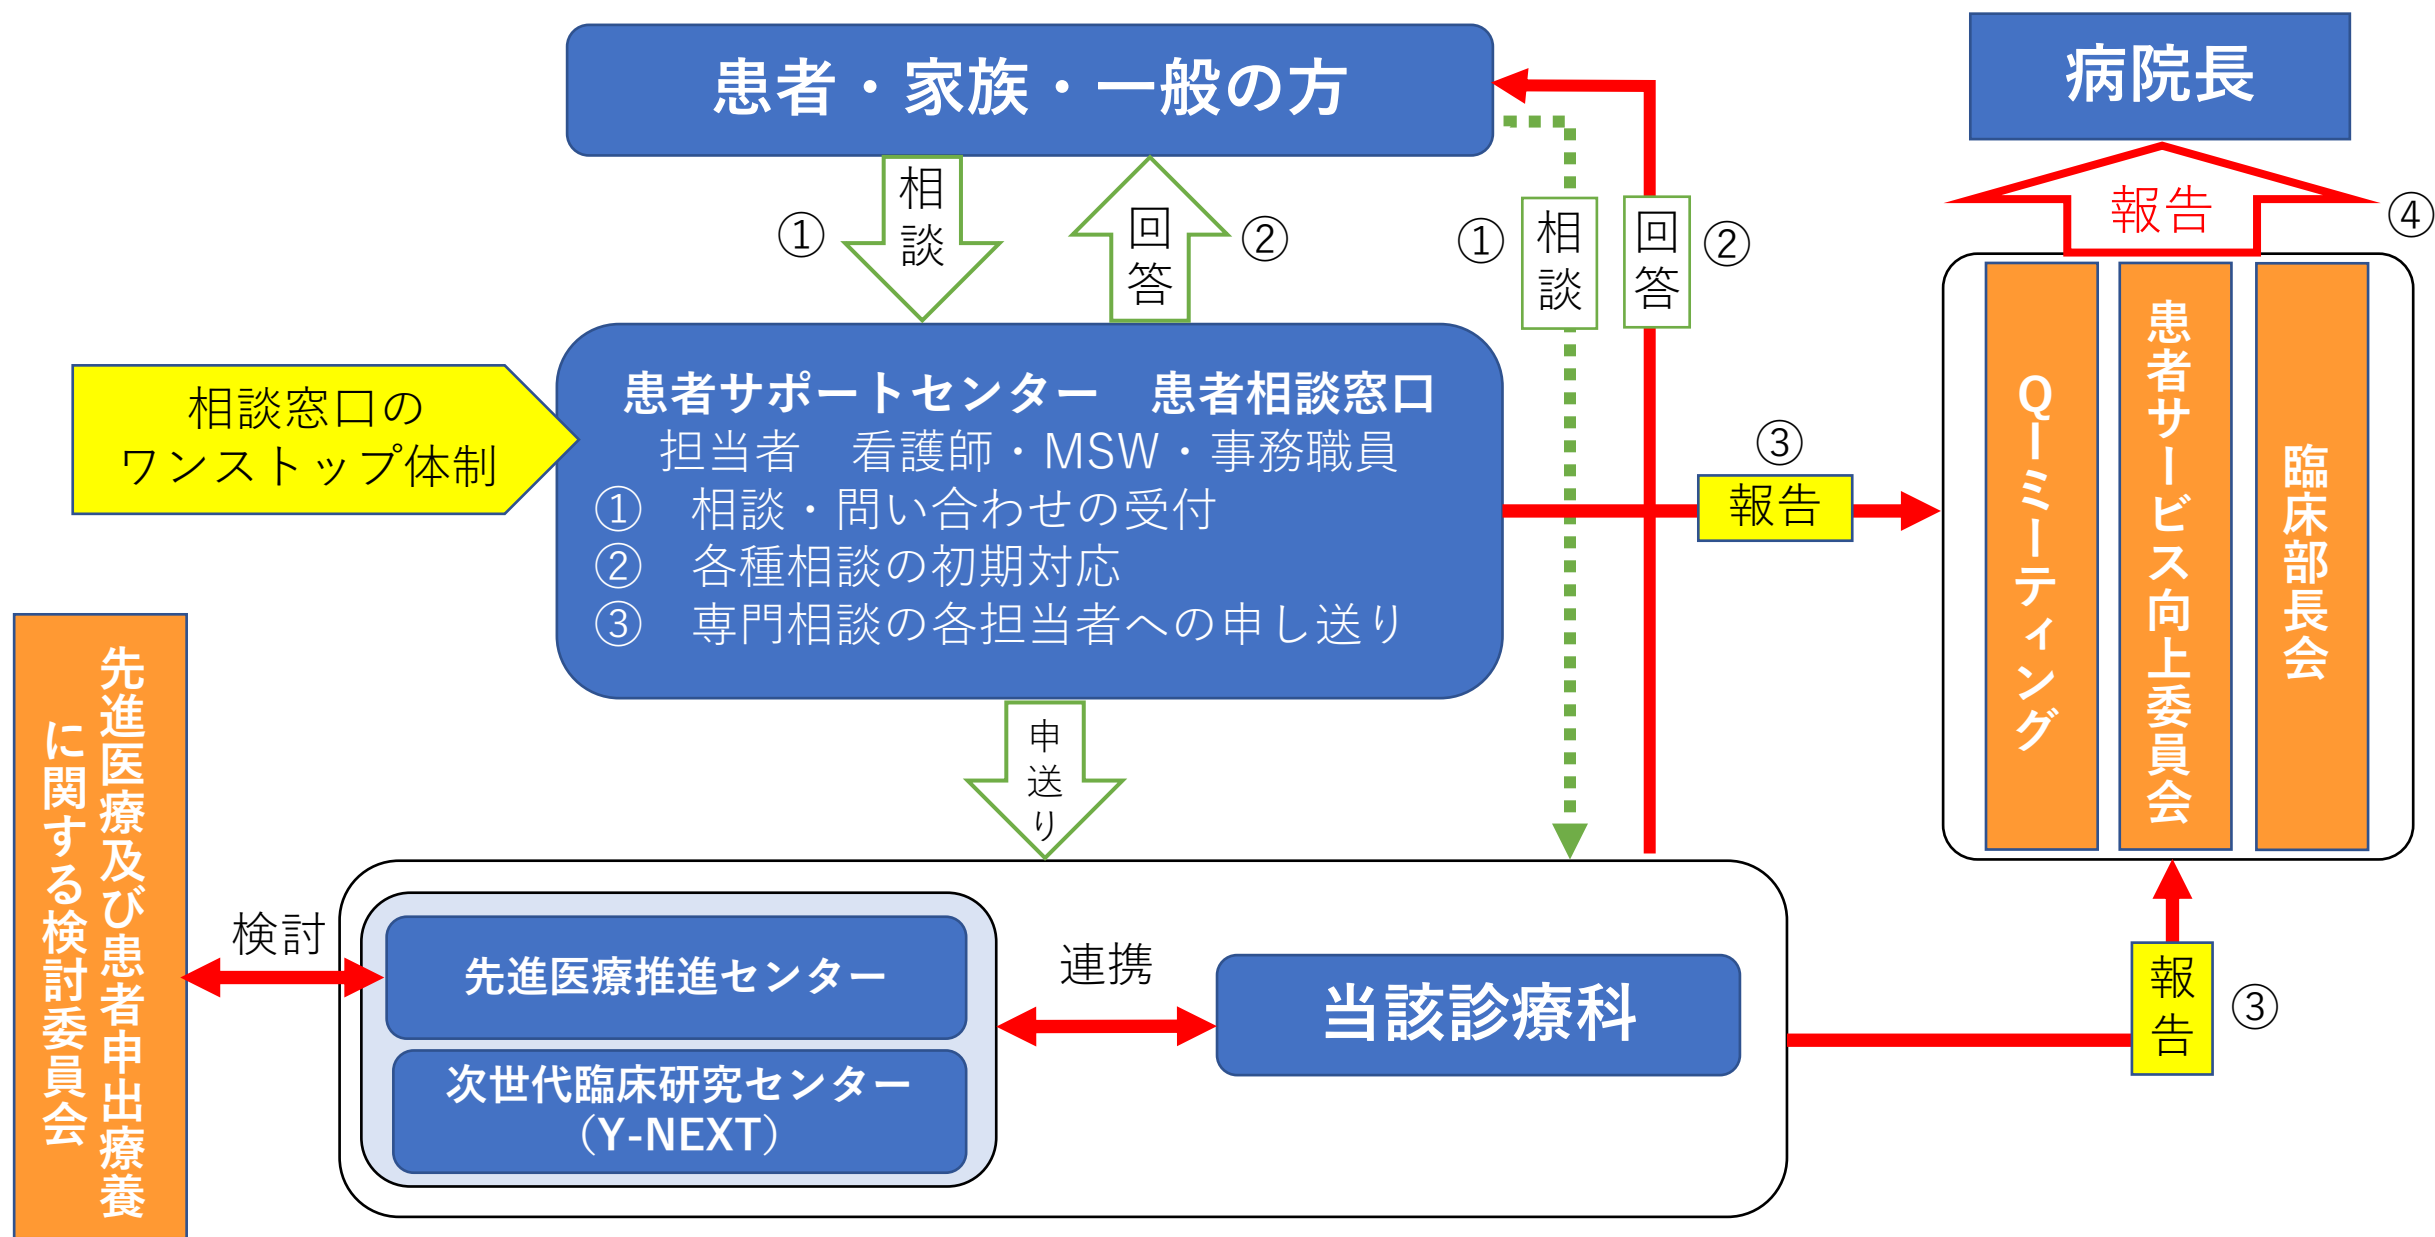 患者・家族・一般の方
病院長
①
相談
回答
②
①
相談
回答
②
報告
④
相談窓口の
ワンストップ体制
患者サポートセンター　患者相談窓口
担当者　看護師・MSW・事務職員
①　相談・問い合わせの受付
②　各種相談の初期対応
③　専門相談の各担当者への申し送り
③
報告
Qーミーティング
患者サービス向上委員会
臨床部長会
申送り
先進医療及び患者申出療養
に関する検討委員会
検討
先進医療推進センター
次世代臨床研究センター
（Y-NEXT）
連携
当該診療科
報告
③